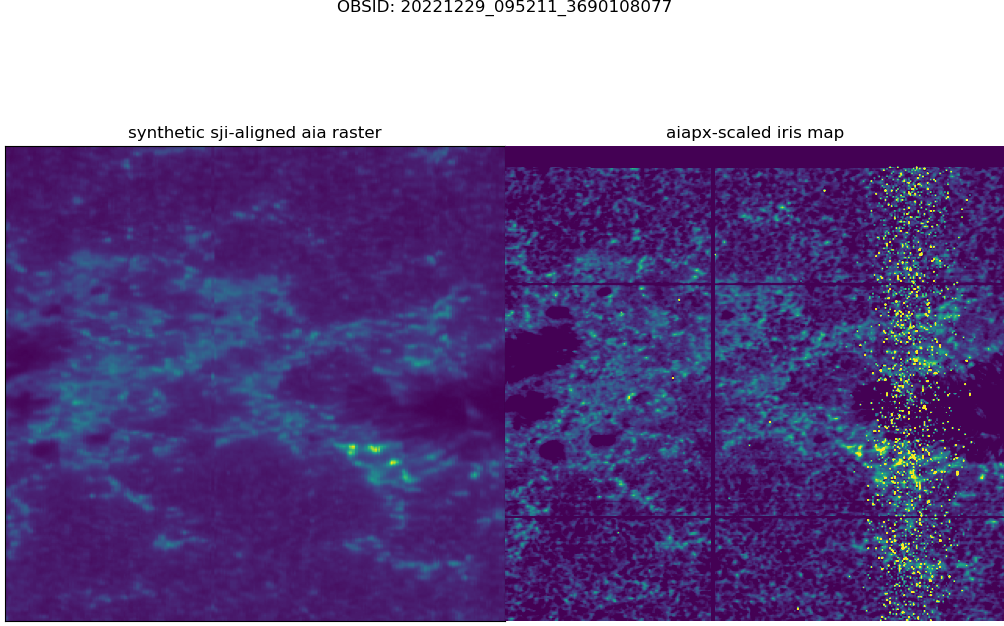 OBSID: 20221229_095211_3690108077
synthetic sji-aligned aia raster
aiapx-scaled iris map